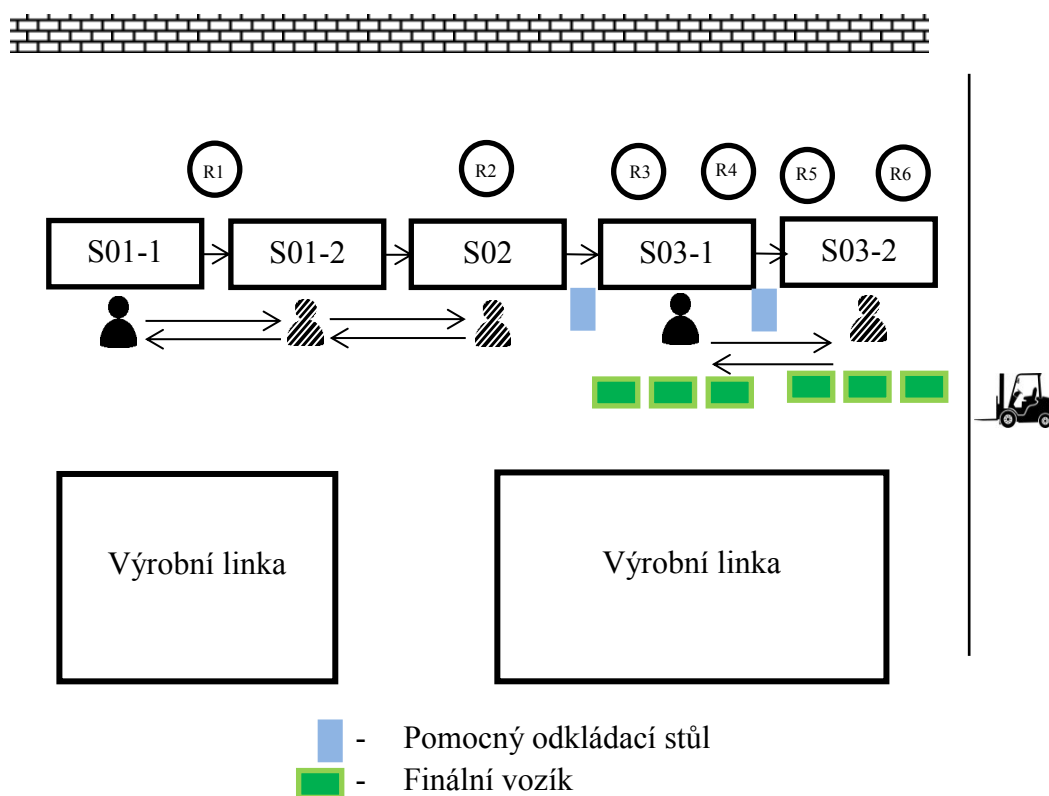 R1
R2
R3
R4
R5
R6
S01-1
S01-2
S02
S03-1
S03-2
Výrobní linka
Výrobní linka
- Pomocný odkládací stůl
- Finální vozík